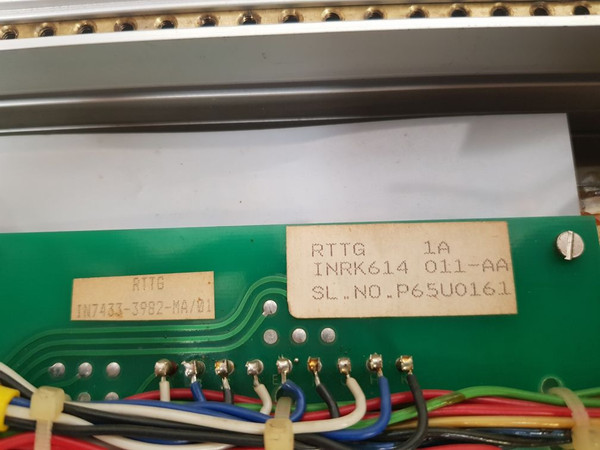 RTTG 1A
INRK614 011-AA
SL.NO.P65U0161
RTTG
IN7433-3982-MA/01